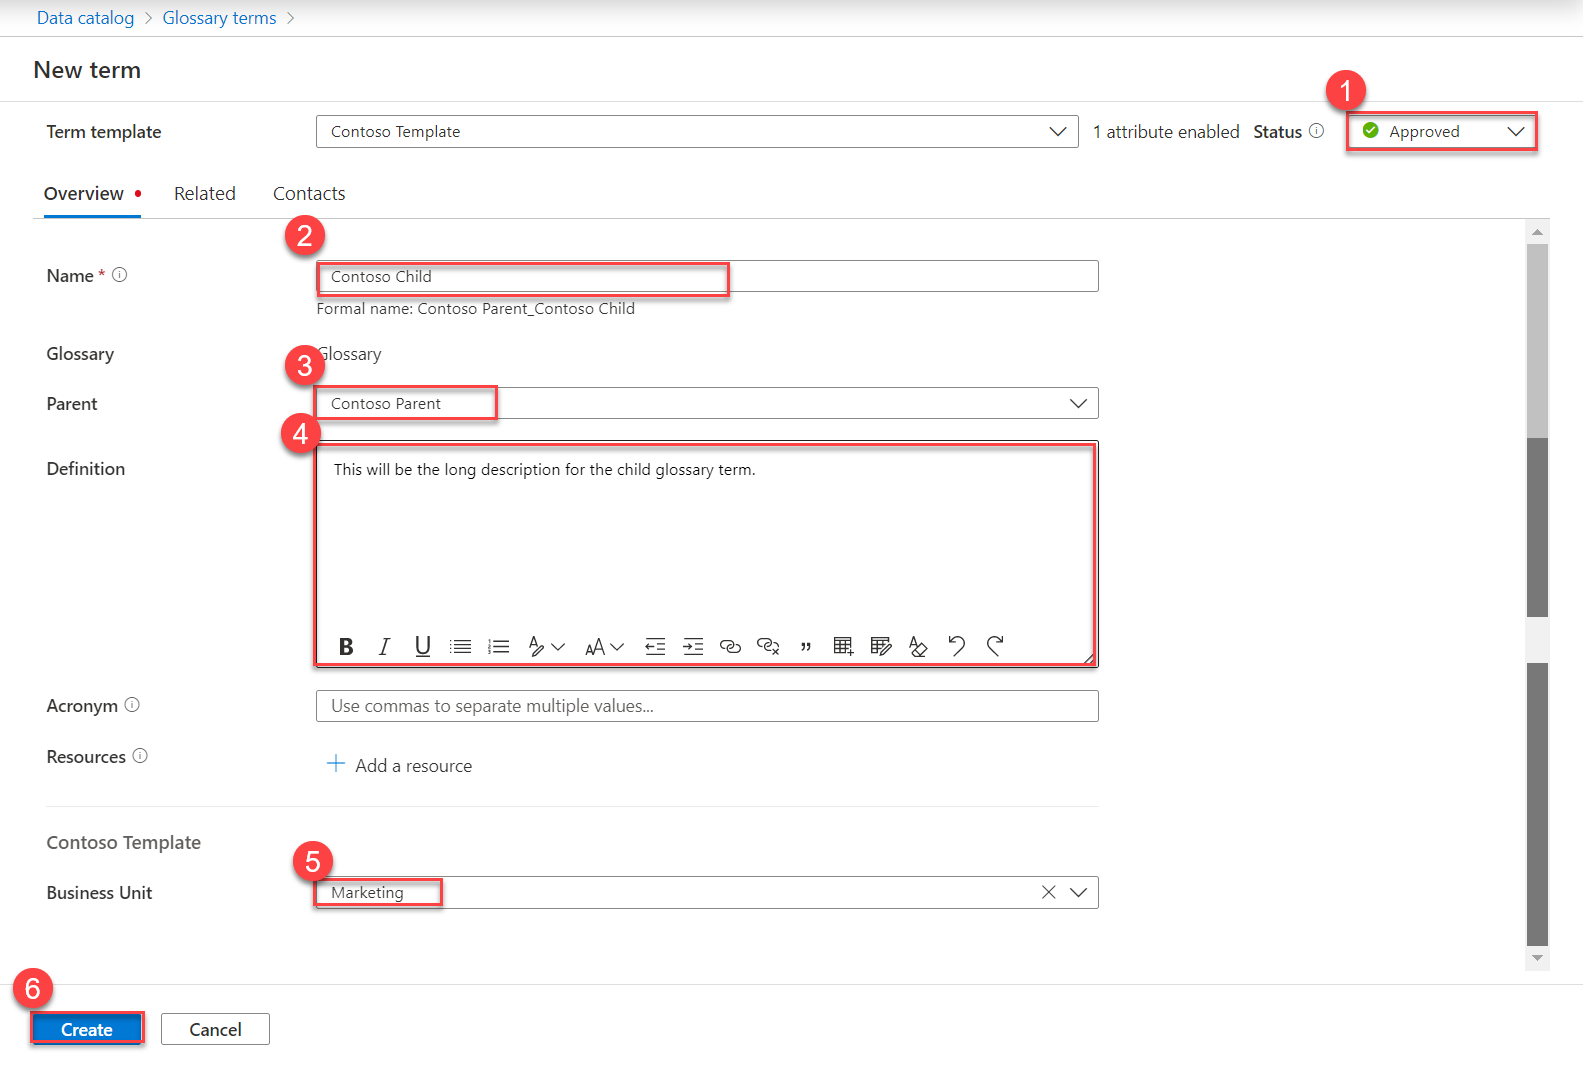 Data catalog > Glossary terms >
New term
1
Term template Contoso Template 1 attribute enabled Status Approved
Overview Related Contacts
2
Name * Contoso Child
Formal name: Contoso Parent_Contoso Child
Glossary Glossary
3
Parent Contoso Parent
4
Definition This will be the long description for the child glossary term.
B I U A AA "
Acronym Use commas to separate multiple values...
Resources + Add a resource
Contoso Template
5
Business Unit Marketing
6
Create Cancel